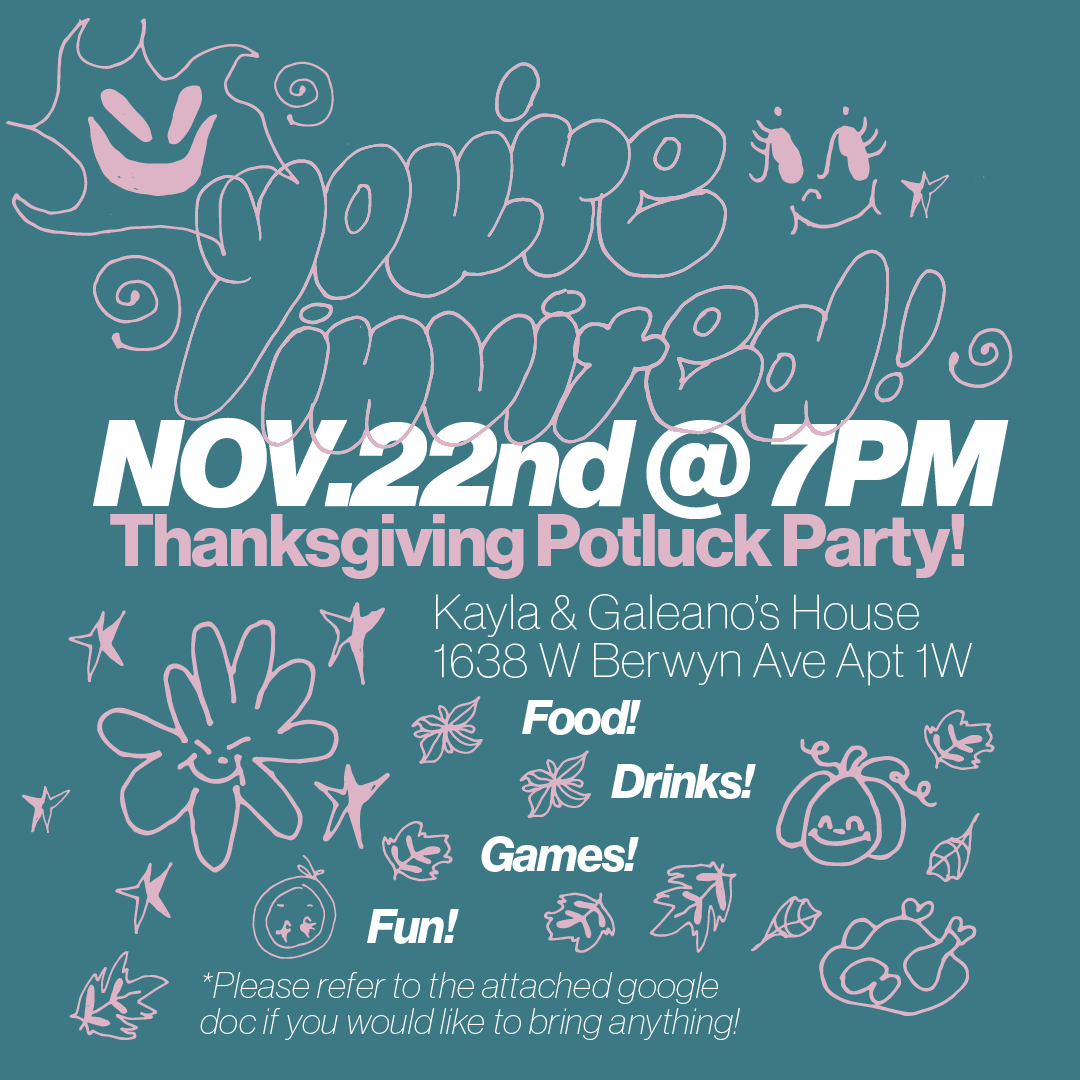 you're
invited!!
NOV.22nd @ 7PM
Thanksgiving Potluck Party!
Kayla & Galeano's House
1638 W Berwyn Ave Apt 1W
Food!
Drinks!
Games!
Fun!
*Please refer to the attached google
doc if you would like to bring anything!